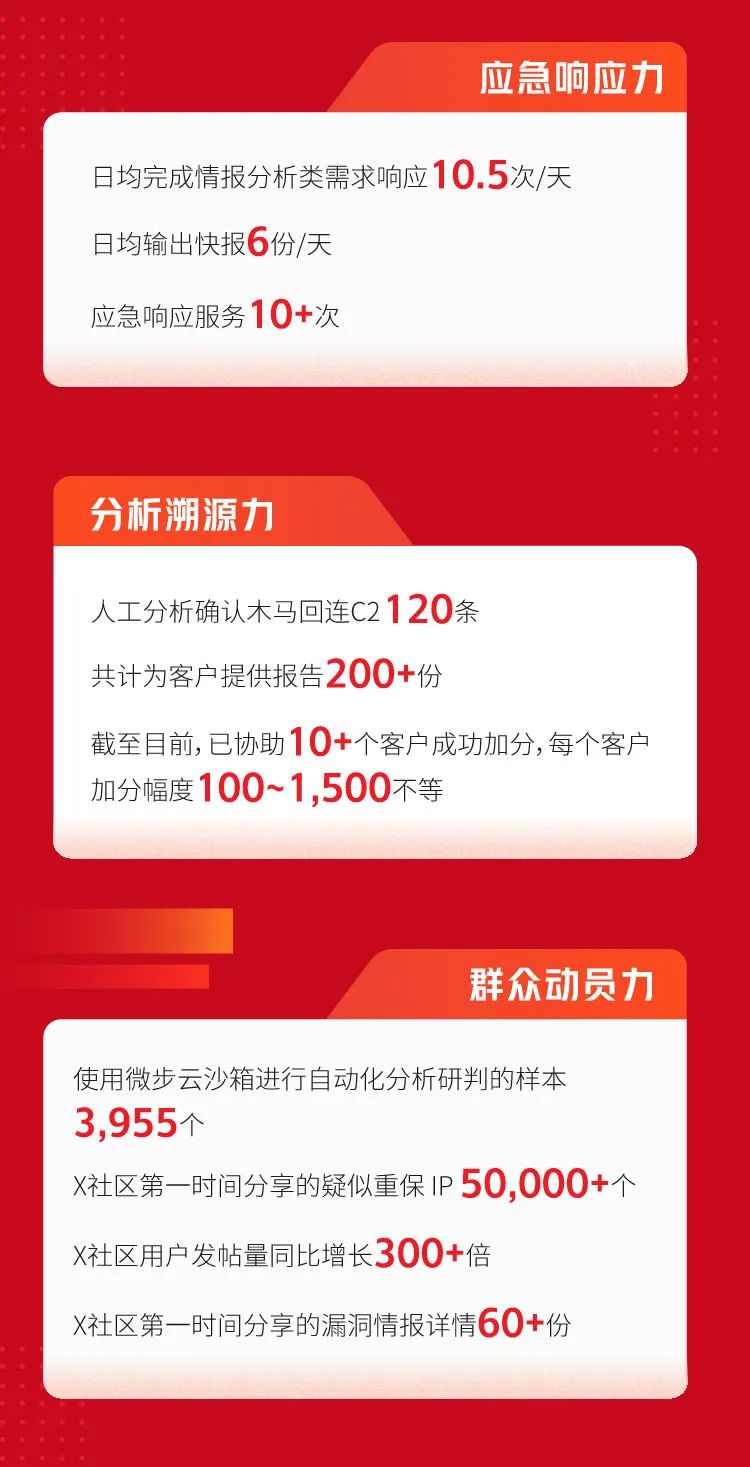 应急响应力
日均完成情报分析类需求响应10.5次/天
日均输出快报6份/天
应急响应服务10+次
分析溯源力
人工分析确认木马回连C2 120条
共计为客户提供报告200+份
截至目前，已协助10+个客户成功加分，每个客户
加分幅度100~1,500不等
群众动员力
使用微步云沙箱进行自动化分析研判的样本
3,955个
X社区第一时间分享的疑似重保 IP 50,000+个
X社区用户发帖量同比增长300+倍
X社区第一时间分享的漏洞情报详情60+份